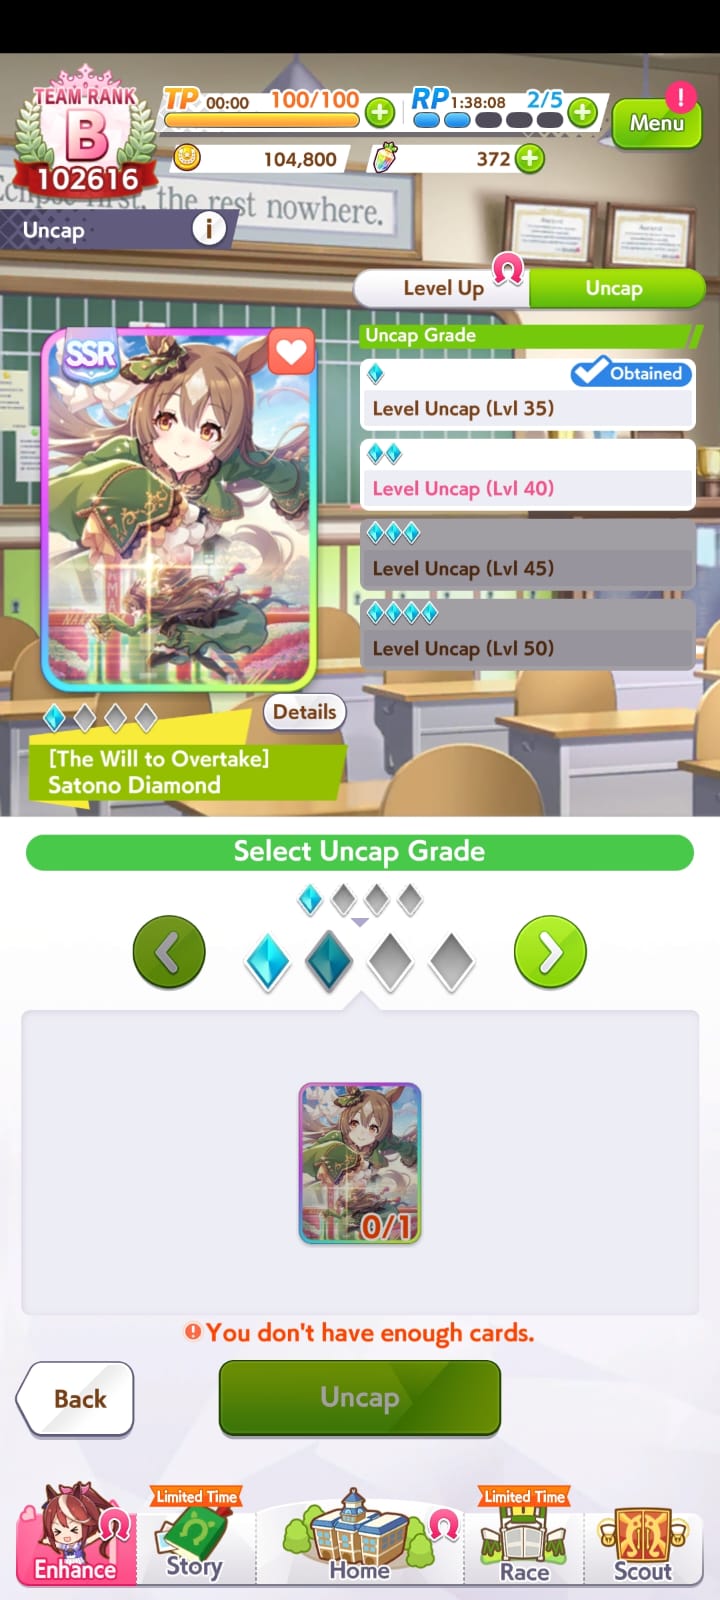 TEAM RANK
B
102616
TP 00:00 100/100
RP 1:38:08 2/5
Menu
104,800
372
Eclipse first, the rest nowhere.
Uncap
i
Level Up
Uncap
SSR
Uncap Grade
Obtained
Level Uncap (Lvl 35)
Level Uncap (Lvl 40)
Level Uncap (Lvl 45)
Level Uncap (Lvl 50)
Details
[The Will to Overtake]
Satono Diamond
Select Uncap Grade
0/1
You don't have enough cards.
Back
Uncap
Limited Time
Limited Time
Enhance
Story
Home
Race
Scout